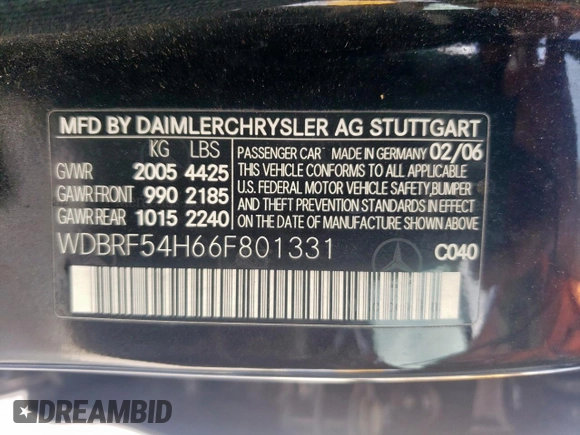 MFD BY DAIMLERCHRYSLER AG STUTTGART
KG LBS
GVWR 2005 4425
GAWR FRONT 990 2185
GAWR REAR 1015 2240
PASSENGER CAR MADE IN GERMANY 02/06
THIS VEHICLE CONFORMS TO ALL APPLICABLE
U.S. FEDERAL MOTOR VEHICLE SAFETY, BUMPER
AND THEFT PREVENTION STANDARDS IN EFFECT
ON DATE OF MANUFACTURE SHOWN ABOVE.
WDBRF54H66F801331
C040
DREAMBID